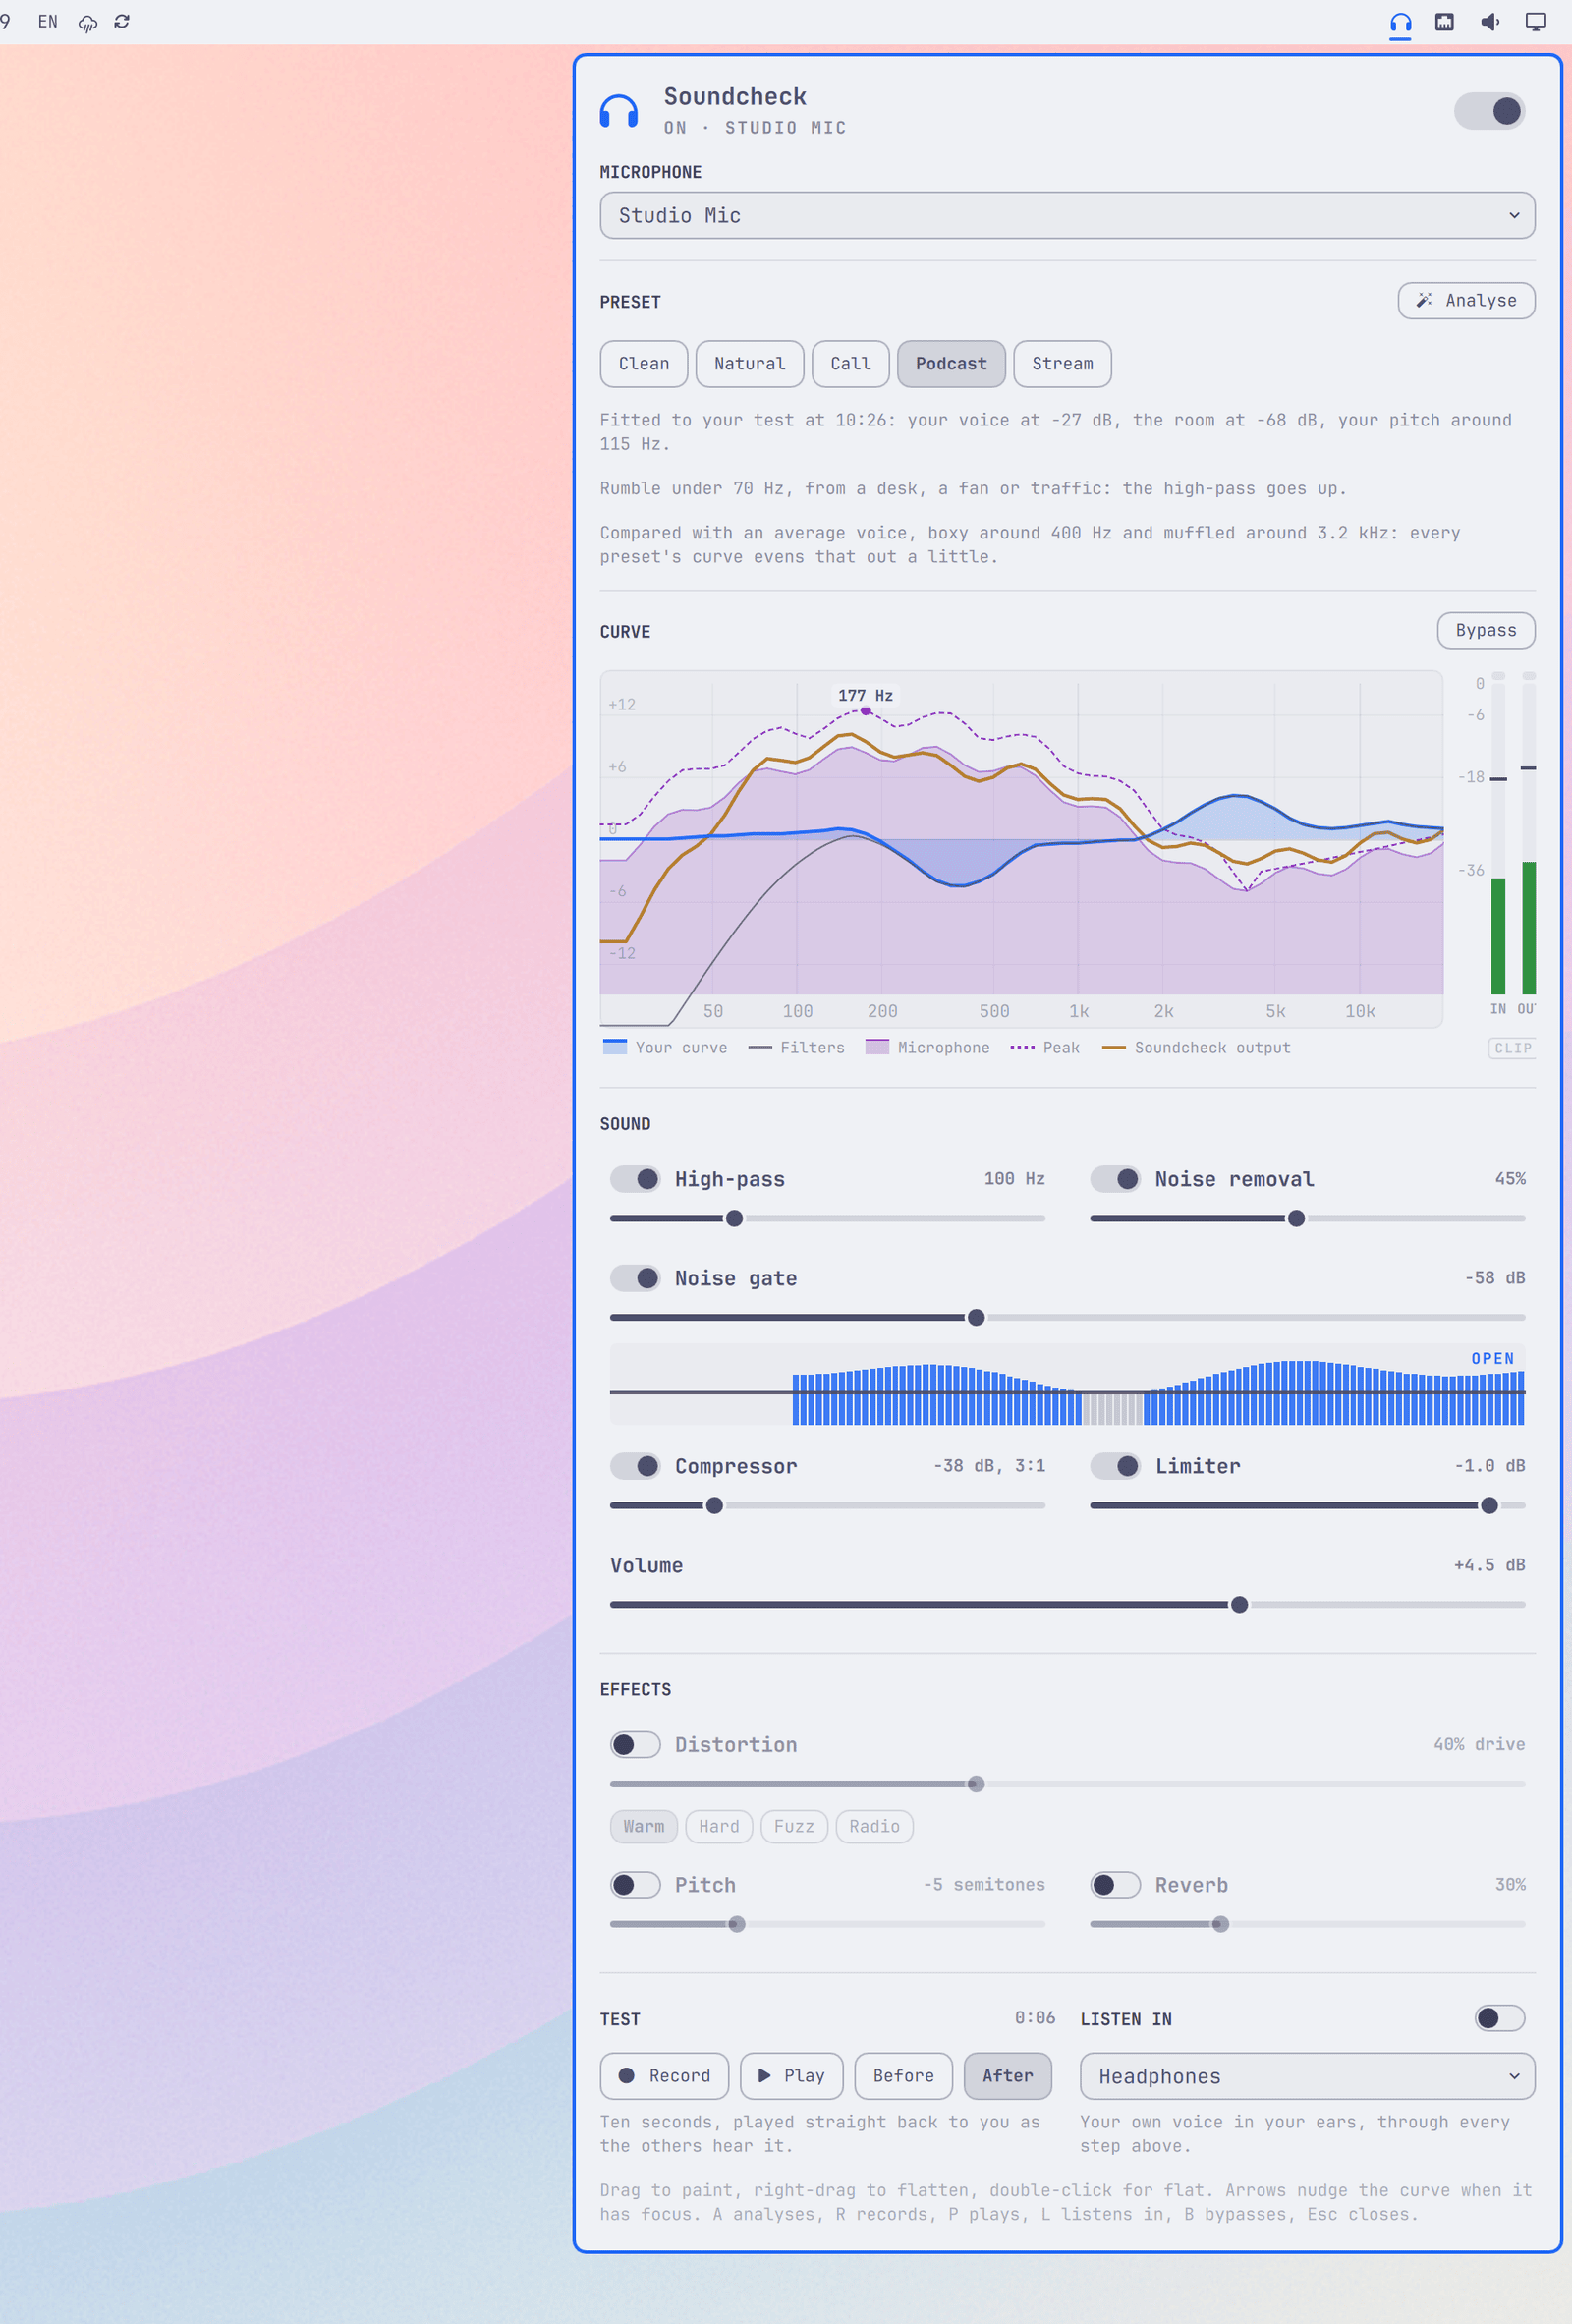 9 EN
Soundcheck
ON · STUDIO MIC
MICROPHONE
Studio Mic
PRESET
Analyse
Clean Natural Call Podcast Stream
Fitted to your test at 10:26: your voice at -27 dB, the room at -68 dB, your pitch around
115 Hz.
Rumble under 70 Hz, from a desk, a fan or traffic: the high-pass goes up.
Compared with an average voice, boxy around 400 Hz and muffled around 3.2 kHz: every
preset's curve evens that out a little.
CURVE
Bypass
177 Hz
+12
+6
0
-6
-12
50 100 200 500 1k 2k 5k 10k
0
-6
-18
-36
IN OUT
Your curve Filters Microphone Peak Soundcheck output
CLIP
SOUND
High-pass 100 Hz
Noise removal 45%
Noise gate -58 dB
OPEN
Compressor -38 dB, 3:1
Limiter -1.0 dB
Volume +4.5 dB
EFFECTS
Distortion 40% drive
Warm Hard Fuzz Radio
Pitch -5 semitones
Reverb 30%
TEST 0:06
Record Play Before After
Ten seconds, played straight back to you as
the others hear it.
LISTEN IN
Headphones
Your own voice in your ears, through every
step above.
Drag to paint, right-drag to flatten, double-click for flat. Arrows nudge the curve when it
has focus. A analyses, R records, P plays, L listens in, B bypasses, Esc closes.